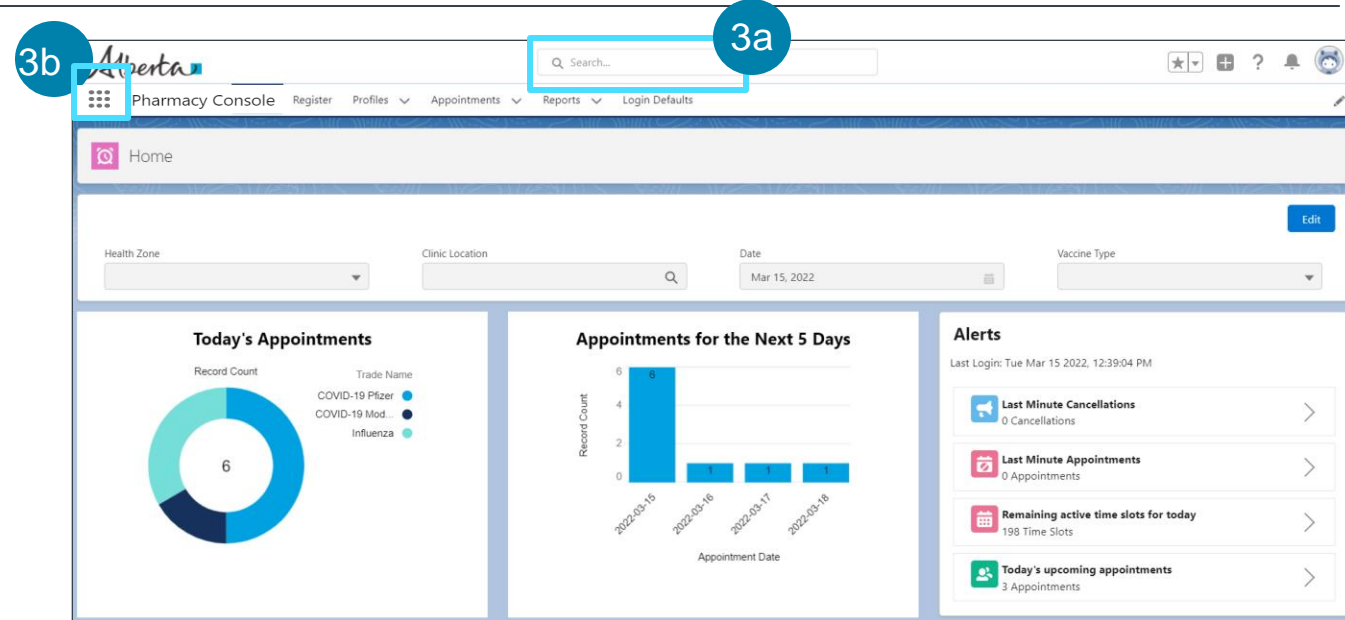 3a
3b
Alberta
Search...
?
Pharmacy Console Register Profiles Appointments Reports Login Defaults
Home
Edit
Health Zone Clinic Location Date Vaccine Type
Mar 15, 2022
Today's Appointments
Record Count Trade Name
COVID-19 Pfizer
COVID-19 Mod...
Influenza
6
Appointments for the Next 5 Days
Record Count
6
4
2
0
6 1 1 1
2022-03-15 2022-03-16 2022-03-17 2022-03-18
Appointment Date
Alerts
Last Login: Tue Mar 15 2022, 12:39:04 PM
Last Minute Cancellations
0 Cancellations
Last Minute Appointments
0 Appointments
Remaining active time slots for today
198 Time Slots
Today's upcoming appointments
3 Appointments